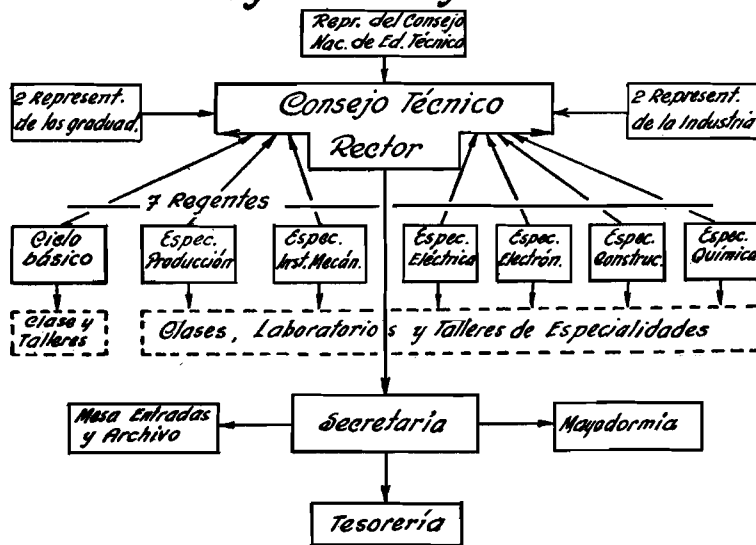 Repr. del Consejo
Nac. de Ed. Técnico
2 Represent.
de los graduad.
Consejo Técnico
Rector
2 Represent.
de la Industria
7 Regentes
Ciclo
básico
Espec.
Producción
Espec.
Inst. Mecán.
Espec.
Eléctrica
Espec.
Electrón.
Espec.
Construc.
Espec.
Química
Clase y
Talleres
Clases, Laboratorios y Talleres de Especialidades
Mesa Entradas
y Archivo
Secretaría
Mayodormía
Tesorería